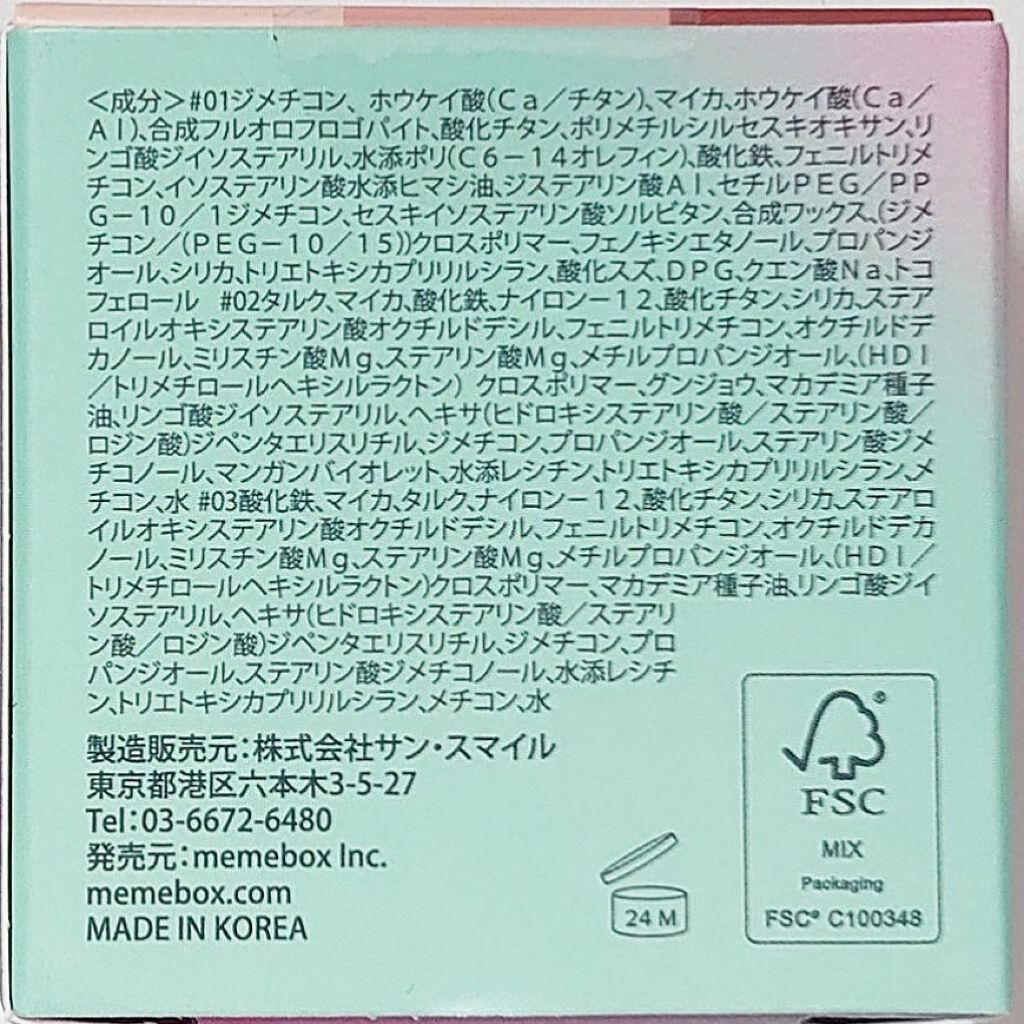 ＜成分＞#01ジメチコン、ホウケイ酸(Ｃａ／チタン)、マイカ、ホウケイ酸(Ｃａ／
Ａｌ)、合成フルオロフロゴパイト、酸化チタン、ポリメチルシルセスキオキサン、リ
ンゴ酸ジイソステアリル、水添ポリ(Ｃ６－１４オレフィン)、酸化鉄、フェニルトリメ
チコン、イソステアリン酸水添ヒマシ油、ジステアリン酸Ａｌ、セチルＰＥＧ／ＰＰ
Ｇ－１０／１ジメチコン、セスキイソステアリン酸ソルビタン、合成ワックス、(ジメ
チコン／(ＰＥＧ－１０／１５))クロスポリマー、フェノキシエタノール、プロパンジ
オール、シリカ、トリエトキシカプリリルシラン、酸化スズ、ＤＰＧ、クエン酸Ｎａ、トコ
フェロール　#02タルク、マイカ、酸化鉄、ナイロン－１２、酸化チタン、シリカ、ステア
ロイルオキシステアリン酸オクチルドデシル、フェニルトリメチコン、オクチルドデ
カノール、ミリスチン酸Ｍｇ、ステアリン酸Ｍｇ、メチルプロパンジオール、(ＨＤＩ
／トリメチロールヘキシルラクトン) クロスポリマー、グンジョウ、マカデミア種子
油、リンゴ酸ジイソステアリル、ヘキサ(ヒドロキシステアリン酸／ステアリン酸／
ロジン酸)ジペンタエリスリチル、ジメチコン、プロパンジオール、ステアリン酸ジメ
チコノール、マンガンバイオレット、水添レシチン、トリエトキシカプリリルシラン、メ
チコン、水 #03酸化鉄、マイカ、タルク、ナイロン－１２、酸化チタン、シリカ、ステアロ
イルオキシステアリン酸オクチルドデシル、フェニルトリメチコン、オクチルドデカ
ノール、ミリスチン酸Ｍｇ、ステアリン酸Ｍｇ、メチルプロパンジオール、(ＨＤＩ／
トリメチロールヘキシルラクトン)クロスポリマー、マカデミア種子油、リンゴ酸ジイ
ソステアリル、ヘキサ(ヒドロキシステアリン酸／ステアリ
ン酸／ロジン酸)ジペンタエリスリチル、ジメチコン、プロ
パンジオール、ステアリン酸ジメチコノール、水添レシチ
ン、トリエトキシカプリリルシラン、メチコン、水
製造販売元：株式会社サン・スマイル
東京都港区六本木3-5-27
Tel：03-6672-6480
発売元：memebox Inc.
memebox.com
MADE IN KOREA
24 M
®
FSC
MIX
Packaging
FSC® C100348